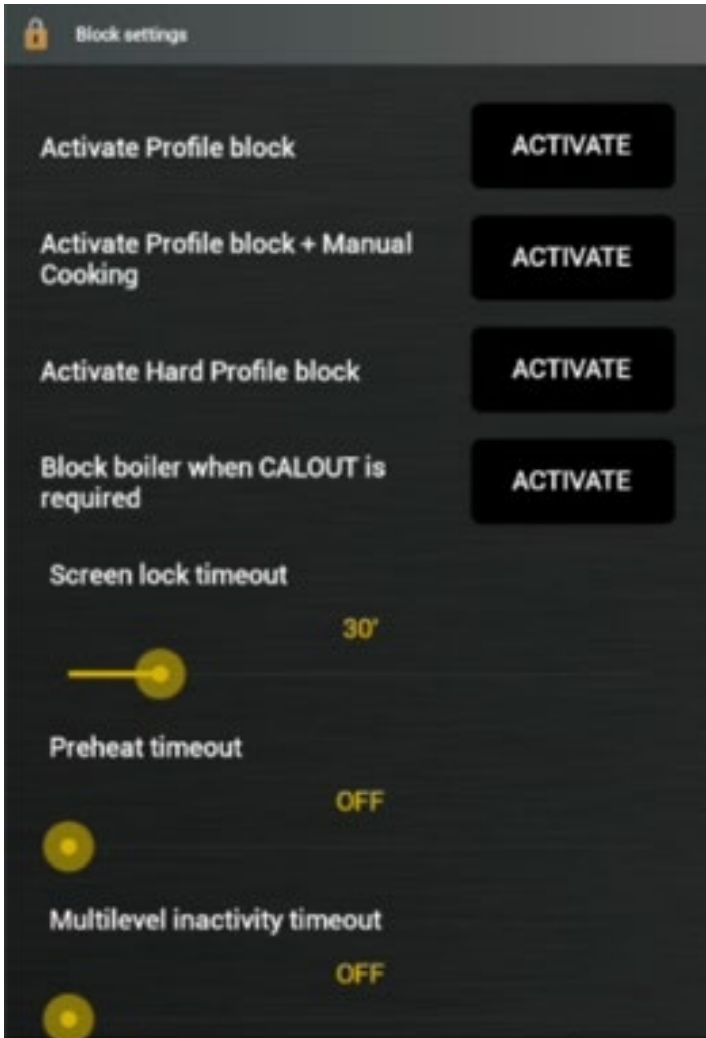 Block settings
Activate Profile block
ACTIVATE
Activate Profile block + Manual
Cooking
ACTIVATE
Activate Hard Profile block
ACTIVATE
Block boiler when CALOUT is
required
ACTIVATE
Screen lock timeout
30'
Preheat timeout
OFF
Multilevel inactivity timeout
OFF